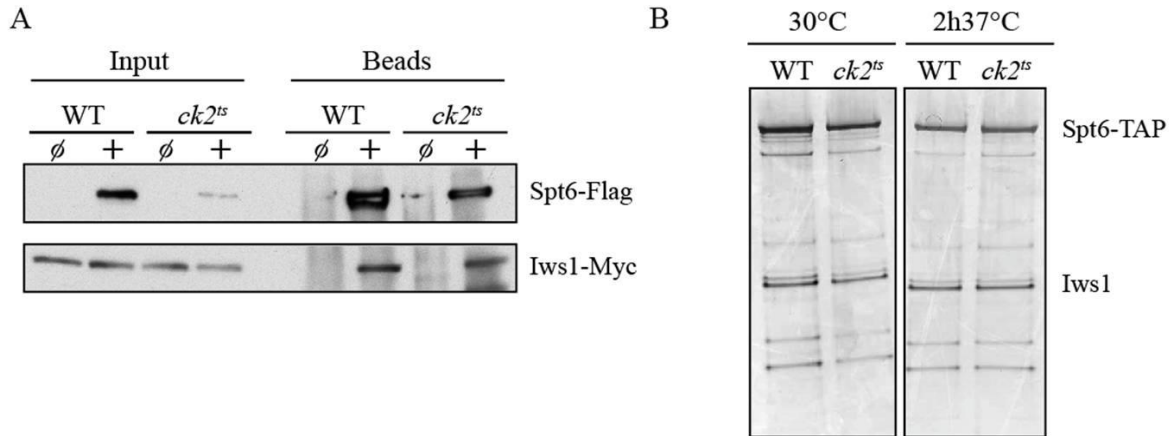 A
Input Beads
WT ck2ts WT ck2ts
ϕ + ϕ + ϕ + ϕ +
Spt6-Flag
Iws1-Myc
B
30°C 2h37°C
WT ck2ts WT ck2ts
Spt6-TAP
Iws1